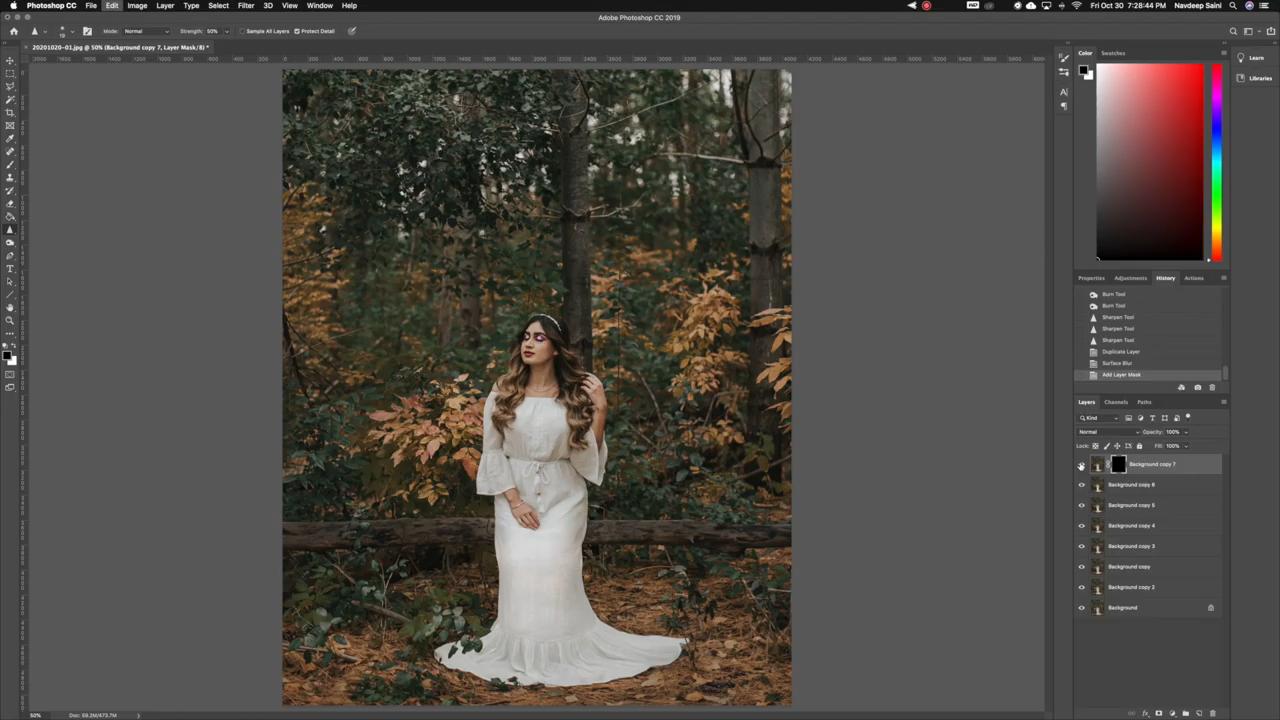 Photoshop CC File Edit Image Layer Type Select Filter 3D View Window Help Fri Oct 30 7:28:44 PM Navdeep Saini
Adobe Photoshop CC 2019
Mode: Normal Strength: 50% Sample All Layers Protect Detail
20201020-01.jpg @ 50% (Background copy 7, Layer Mask/8) *
Color Swatches
Learn
Libraries
Properties Adjustments History Actions
Burn Tool
Burn Tool
Sharpen Tool
Sharpen Tool
Sharpen Tool
Duplicate Layer
Surface Blur
Add Layer Mask
Layers Channels Paths
Kind
Normal Opacity: 100%
Lock: Fill: 100%
Background copy 7
Background copy 6
Background copy 5
Background copy 4
Background copy 3
Background copy
Background copy 2
Background
50% Doc: 59.2M/473.7M